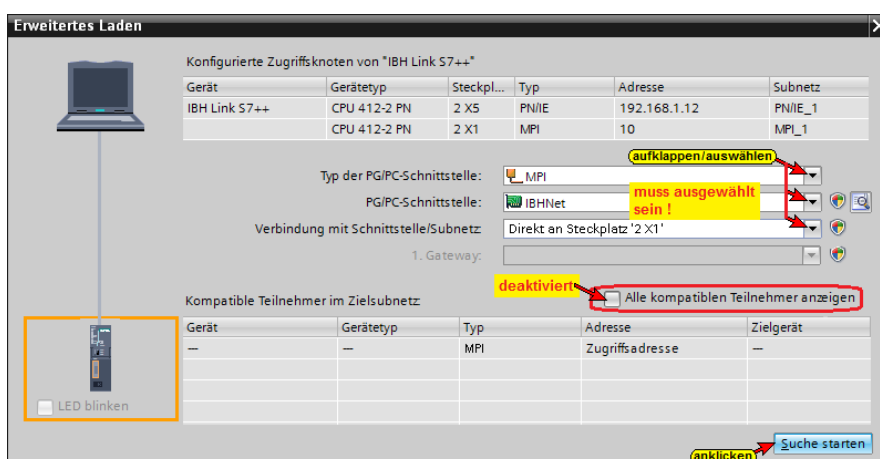 Erweitertes Laden
Konfigurierte Zugriffsknoten von "IBH Link S7++"
Gerät Gerätetyp Steckpl... Typ Adresse Subnetz
IBH Link S7++ CPU 412-2 PN 2 X5 PN/IE 192.168.1.12 PN/IE_1
CPU 412-2 PN 2 X1 MPI 10 MPI_1
aufklappen/auswählen
Typ der PG/PC-Schnittstelle: MPI
muss ausgewählt
PG/PC-Schnittstelle: IBHNet
sein !
Verbindung mit Schnittstelle/Subnetz: Direkt an Steckplatz '2 X1'
1. Gateway:
deaktiviert
Alle kompatiblen Teilnehmer anzeigen
Kompatible Teilnehmer im Zielsubnetz:
Gerät Gerätetyp Typ Adresse Zielgerät
— — MPI Zugriffsadresse —
LED blinken
Suche starten
anklicken